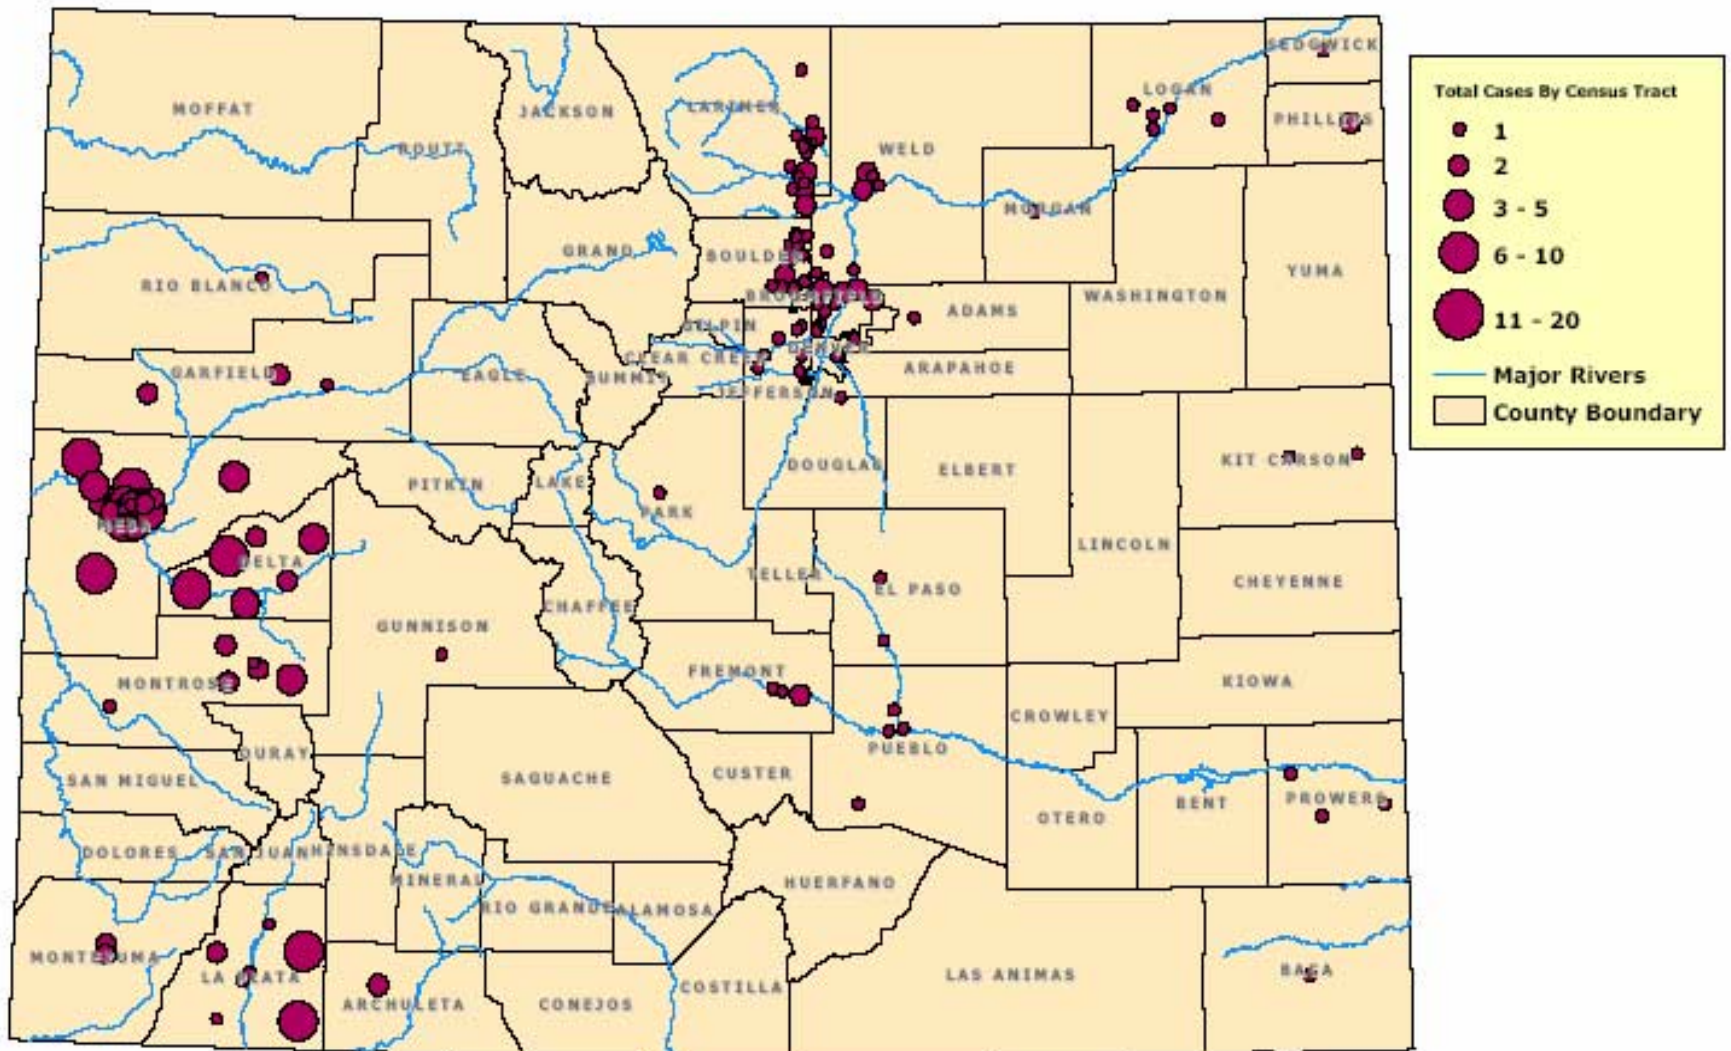 SEDGWICK
LOGAN
MOFFAT
JACKSON
LARIMER
PHILLIPS
ROUTT
WELD
MORGAN
GRAND
BOULDER
YUMA
RIO BLANCO
BROOMFIELD
WASHINGTON
ADAMS
GILPIN
DENVER
CLEAR CREEK
ARAPAHOE
GARFIELD
EAGLE
SUMMIT
JEFFERSON
KIT CARSON
DOUGLAS
ELBERT
PITKIN
LAKE
PARK
MESA
LINCOLN
DELTA
TELLER
CHEYENNE
EL PASO
CHAFFEE
GUNNISON
FREMONT
KIOWA
MONTROSE
CROWLEY
OURAY
PUEBLO
CUSTER
SAGUACHE
SAN MIGUEL
PROWERS
BENT
OTERO
DOLORES
SAN JUAN
HINSDALE
MINERAL
HUERFANO
RIO GRANDE
ALAMOSA
MONTEZUMA
LA PLATA
BACA
LAS ANIMAS
COSTILLA
ARCHULETA
CONEJOS
Total Cases By Census Tract
1
2
3 - 5
6 - 10
11 - 20
Major Rivers
County Boundary